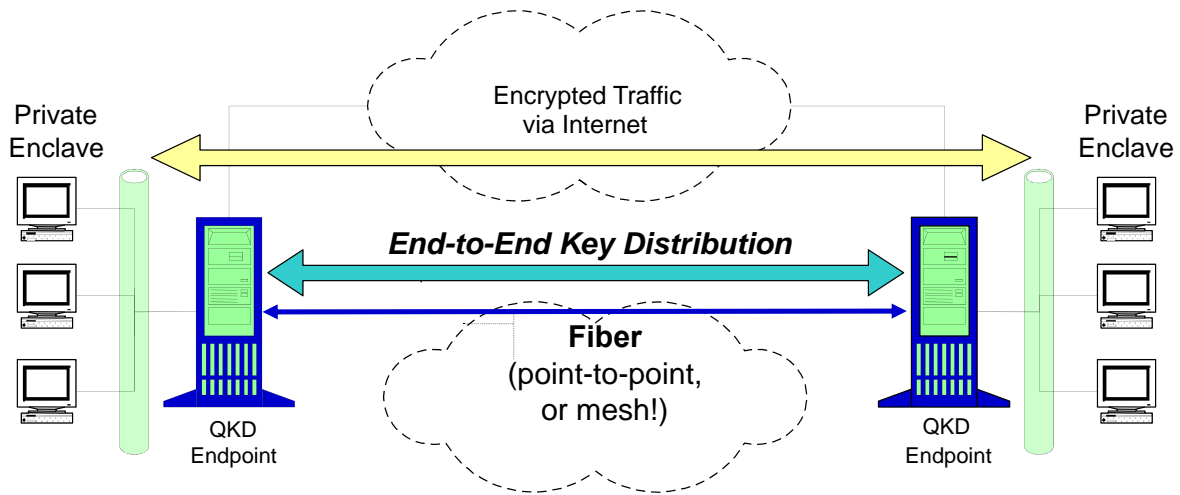 Encrypted Traffic
via Internet
Private
Enclave
Private
Enclave
End-to-End Key Distribution
Fiber
(point-to-point,
or mesh!)
QKD
Endpoint
QKD
Endpoint